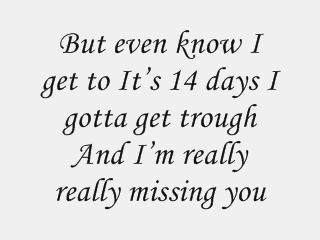 But even know I
get to It's 14 days I
gotta get trough
And I'm really
really missing you